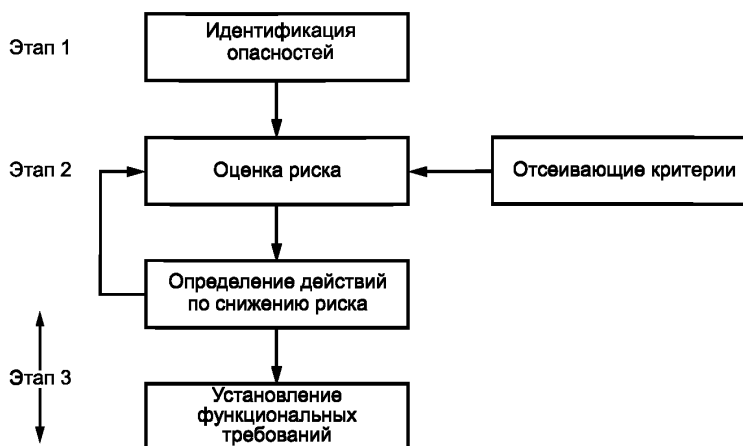 Этап 1
Идентификация
опасностей
Этап 2
Оценка риска
Отсеивающие критерии
Определение действий
по снижению риска
Этап 3
Установление
функциональных
требований